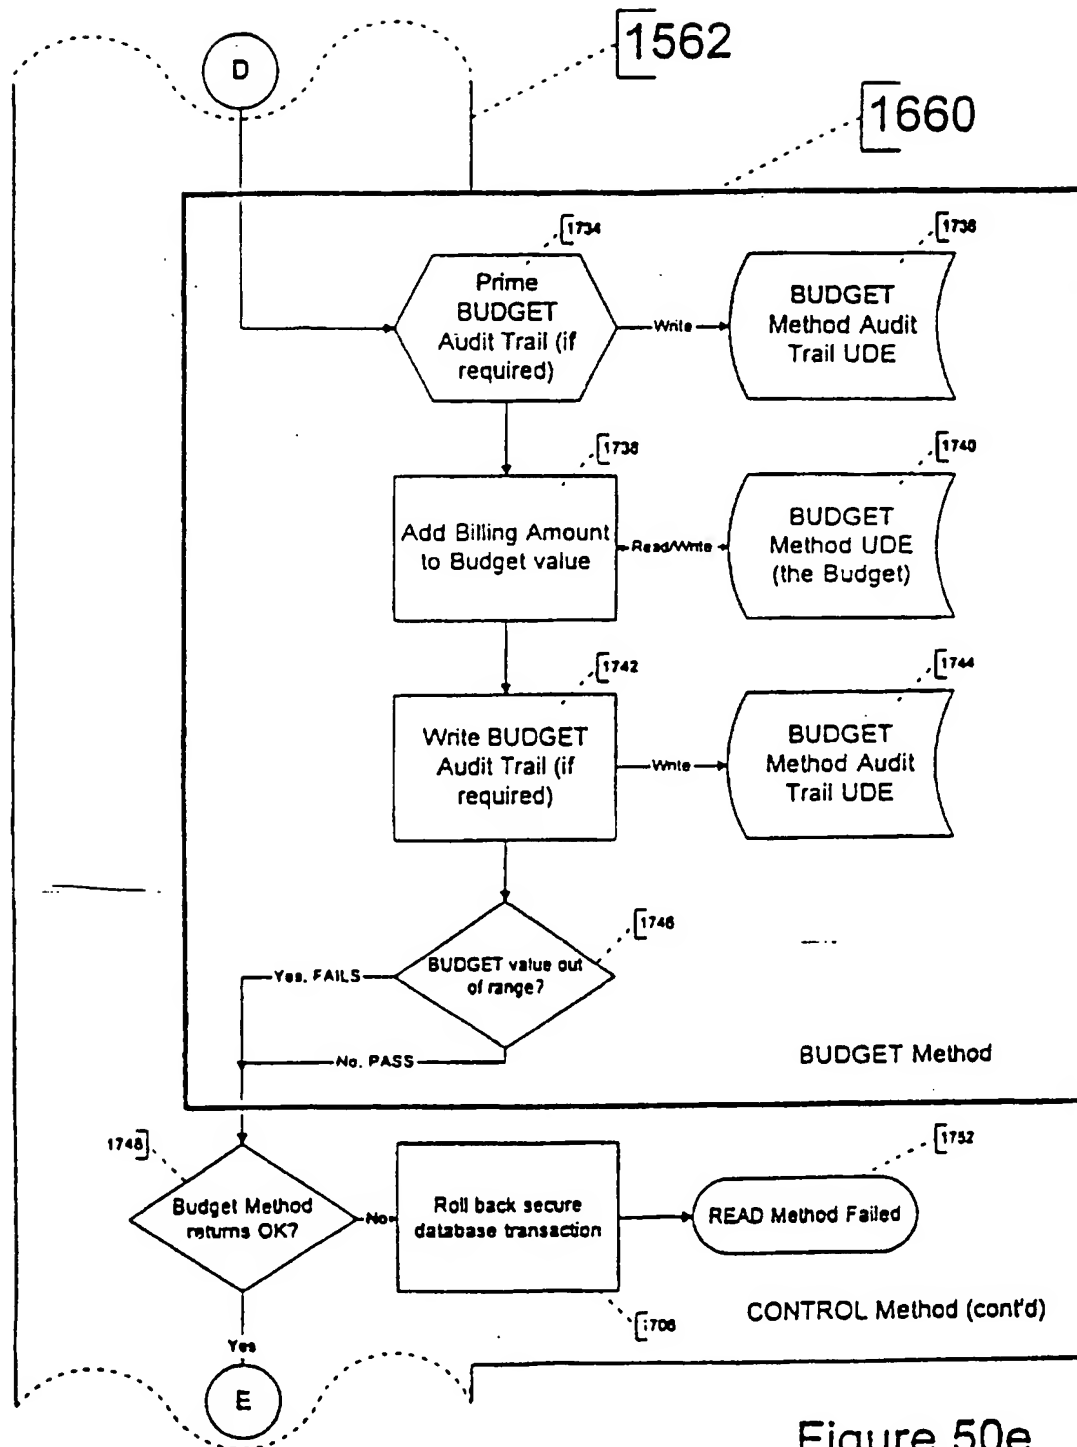 1562
D
1660
1734
1736
Prime
BUDGET
Audit Trail (if
required)
Write
BUDGET
Method Audit
Trail UDE
1738
1740
Add Billing Amount
to Budget value
Read/Write
BUDGET
Method UDE
(the Budget)
1742
1744
Write BUDGET
Audit Trail (if
required)
Write
BUDGET
Method Audit
Trail UDE
1746
BUDGET value out
of range?
Yes, FAILS
No, PASS
BUDGET Method
1748
1752
Budget Method
returns OK?
No
Roll back secure
database transaction
READ Method Failed
1706
CONTROL Method (cont'd)
Yes
E
Figure 50e